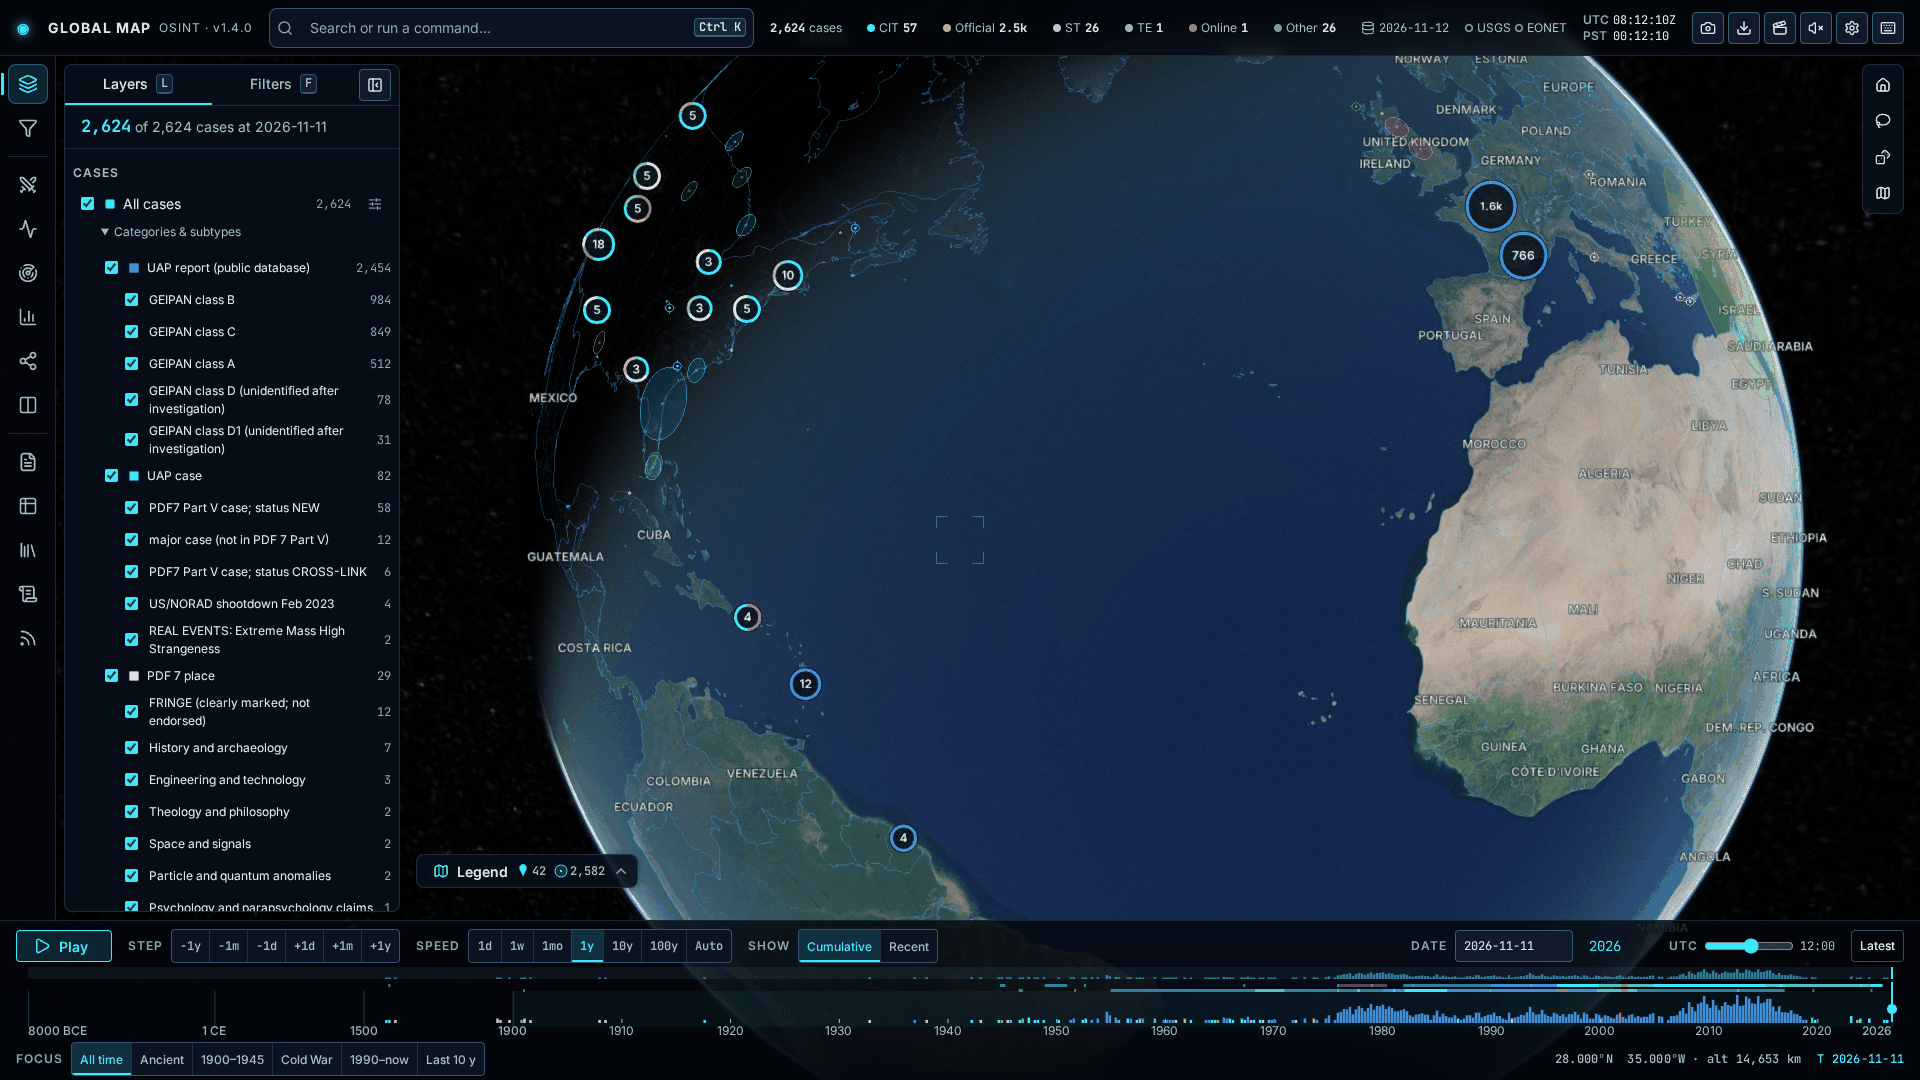 GLOBAL MAP OSINT · v1.4.0
Search or run a command... Ctrl K
2,624 cases CIT 57 Official 2.5k ST 26 TE 1 Online 1 Other 26 2026-11-12 USGS EONET
UTC 08:12:10Z
PST 00:12:10
Layers L Filters F
2,624 of 2,624 cases at 2026-11-11
CASES
All cases 2,624
▼ Categories & subtypes
UAP report (public database) 2,454
GEIPAN class B 984
GEIPAN class C 849
GEIPAN class A 512
GEIPAN class D (unidentified after
investigation) 78
GEIPAN class D1 (unidentified after
investigation) 31
UAP case 82
PDF7 Part V case; status NEW 58
major case (not in PDF 7 Part V) 12
PDF7 Part V case; status CROSS-LINK 6
US/NORAD shootdown Feb 2023 4
REAL EVENTS: Extreme Mass High
Strangeness 2
PDF 7 place 29
FRINGE (clearly marked; not
endorsed) 12
History and archaeology 7
Engineering and technology 3
Theology and philosophy 2
Space and signals 2
Particle and quantum anomalies 2
Psychology and parapsychology claims 1
NORWAY ESTONIA
EUROPE
DENMARK
POLAND
UNITED KINGDOM
IRELAND GERMANY
ROMANIA
TURKEY
SYRIA
GREECE
ISRAEL
SPAIN
PORTUGAL
SAUDI ARABIA
TUNISIA
EGYPT
LIBYA
MOROCCO
ALGERIA
SUDAN
ETHIOPIA
CHAD
NIGER
S. SUDAN
MALI
MAURITANIA
UGANDA
AFRICA
BURKINA FASO NIGERIA
SENEGAL
DEM. REP. CONGO
GUINEA GHANA
CÔTE D'IVOIRE
GABON
ANGOLA
NAMIBIA
MEXICO
CUBA
GUATEMALA
COSTA RICA
VENEZUELA
COLOMBIA
ECUADOR
BOLIVIA
5
5
5
18
3
10
5
3
5
3
4
12
4
1.6k
766
Legend 42 2,582
Play STEP -1y -1m -1d +1d +1m +1y SPEED 1d 1w 1mo 1y 10y 100y Auto SHOW Cumulative Recent DATE 2026-11-11 2026 UTC 12:00 Latest
8000 BCE 1 CE 1500 1900 1910 1920 1930 1940 1950 1960 1970 1980 1990 2000 2010 2020 2026
FOCUS All time Ancient 1900–1945 Cold War 1990–now Last 10 y 28.000°N 35.000°W · alt 14,653 km T 2026-11-11